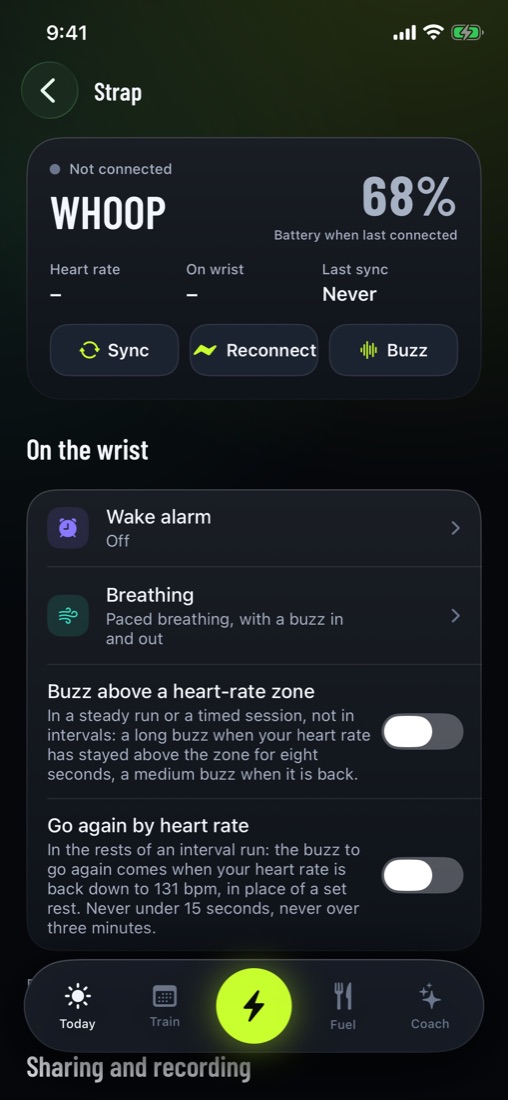 9:41
Strap
Not connected
WHOOP
68%
Battery when last connected
Heart rate
–
On wrist
–
Last sync
Never
Sync
Reconnect
Buzz
On the wrist
Wake alarm
Off
Breathing
Paced breathing, with a buzz in
and out
Buzz above a heart-rate zone
In a steady run or a timed session, not in
intervals: a long buzz when your heart rate
has stayed above the zone for eight
seconds, a medium buzz when it is back.
Go again by heart rate
In the rests of an interval run: the buzz to
go again comes when your heart rate is
back down to 131 bpm, in place of a set
rest. Never under 15 seconds, never over
three minutes.
Today
Train
Fuel
Coach
Sharing and recording